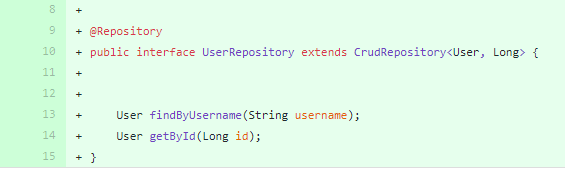 8 +
9 + @Repository
10 + public interface UserRepository extends CrudRepository<User, Long> {
11 +
12 +
13 +     User findByUsername(String username);
14 +     User getById(Long id);
15 + }